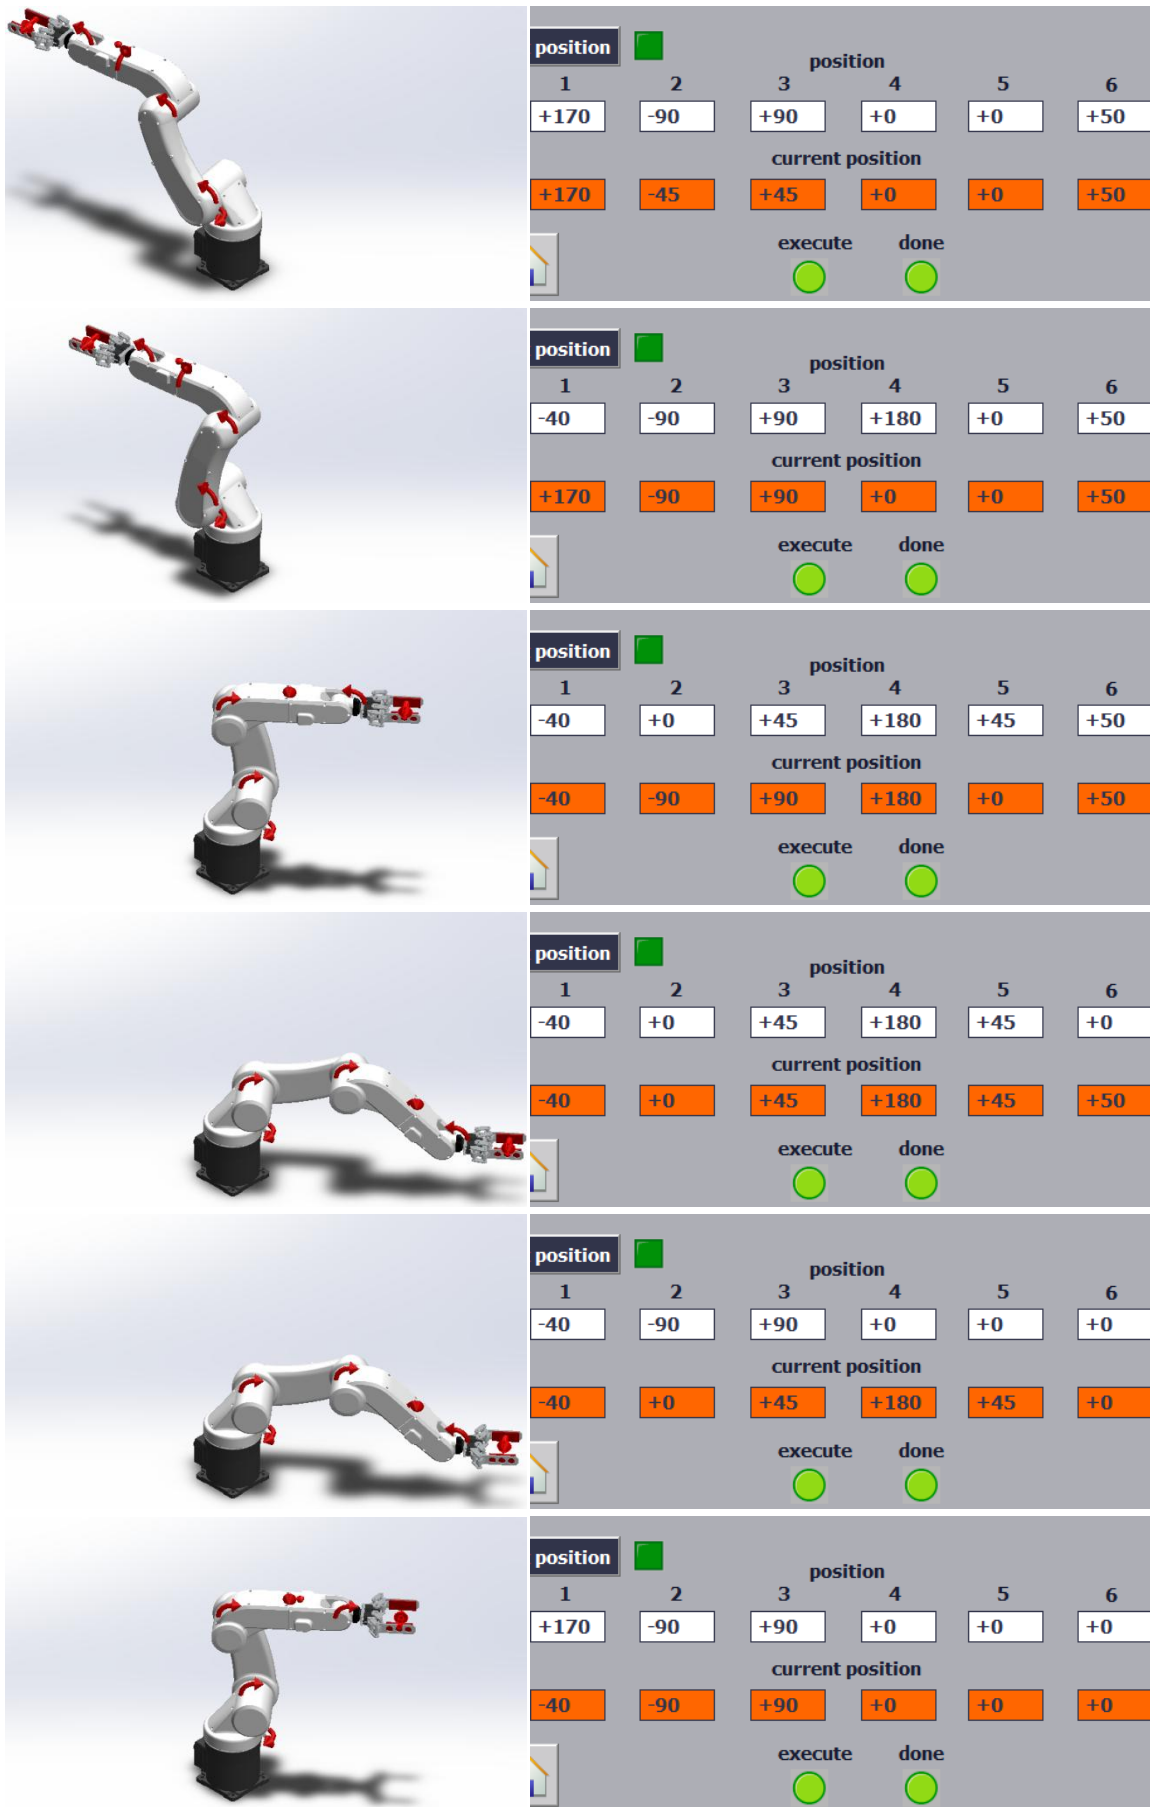 position
position
1 2 3 4 5 6
+170 -90 +90 +0 +0 +50
current position
+170 -45 +45 +0 +0 +50
execute done
position
position
1 2 3 4 5 6
-40 -90 +90 +180 +0 +50
current position
+170 -90 +90 +0 +0 +50
execute done
position
position
1 2 3 4 5 6
-40 +0 +45 +180 +45 +50
current position
-40 -90 +90 +180 +0 +50
execute done
position
position
1 2 3 4 5 6
-40 +0 +45 +180 +45 +0
current position
-40 +0 +45 +180 +45 +50
execute done
position
position
1 2 3 4 5 6
-40 -90 +90 +0 +0 +0
current position
-40 +0 +45 +180 +45 +0
execute done
position
position
1 2 3 4 5 6
+170 -90 +90 +0 +0 +0
current position
-40 -90 +90 +0 +0 +0
execute done